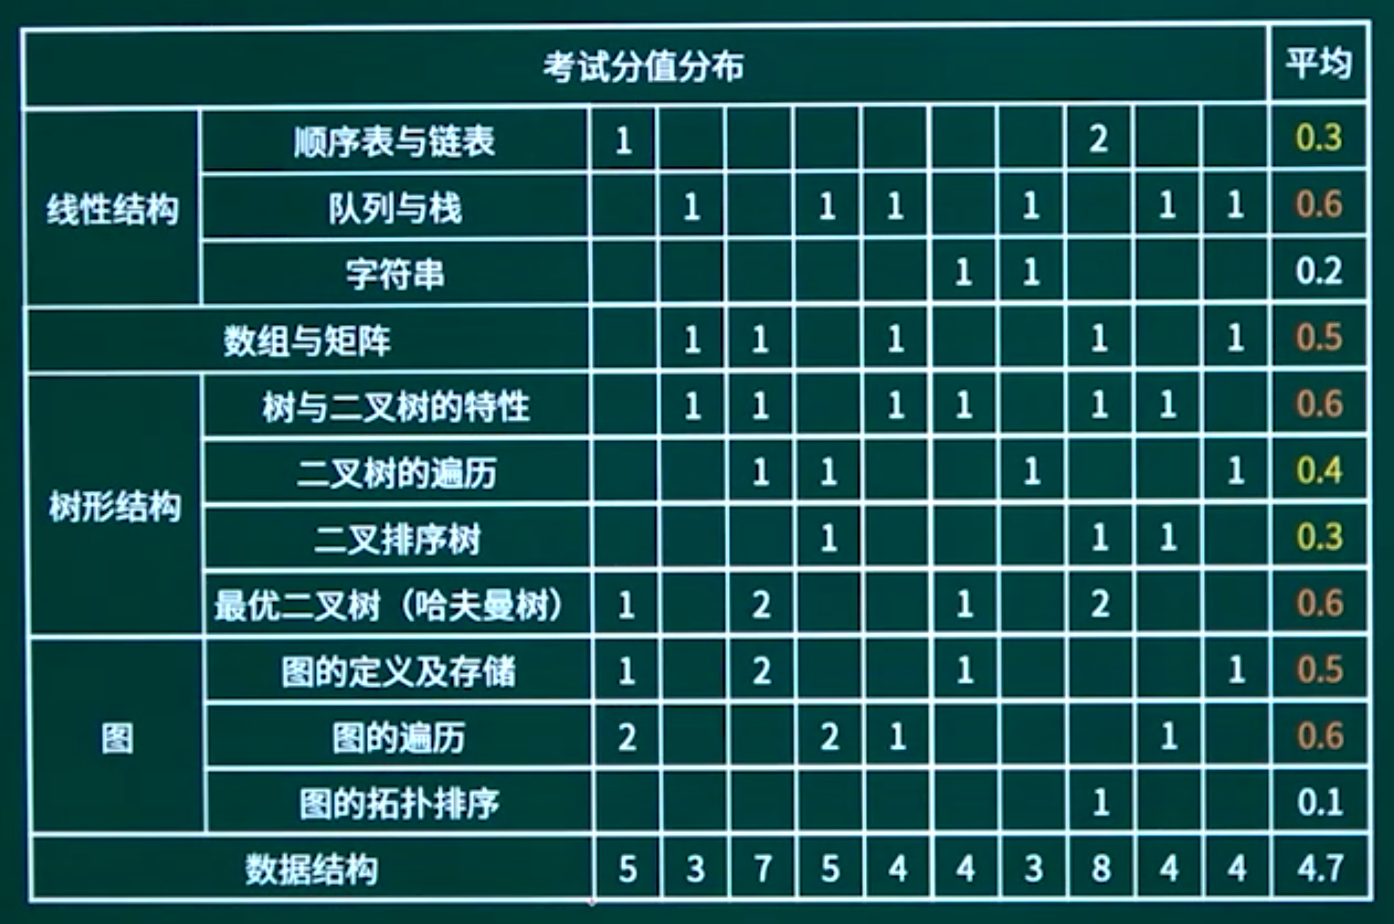 考试分值分布 平均
线性结构 顺序表与链表 1 2 0.3
队列与栈 1 1 1 1 1 1 0.6
字符串 1 1 0.2
数组与矩阵 1 1 1 1 1 0.5
树形结构 树与二叉树的特性 1 1 1 1 1 1 0.6
二叉树的遍历 1 1 1 1 0.4
二叉排序树 1 1 1 0.3
最优二叉树（哈夫曼树） 1 2 1 2 0.6
图 图的定义及存储 1 2 1 1 0.5
图的遍历 2 2 1 1 0.6
图的拓扑排序 1 0.1
数据结构 5 3 7 5 4 4 3 8 4 4 4.7